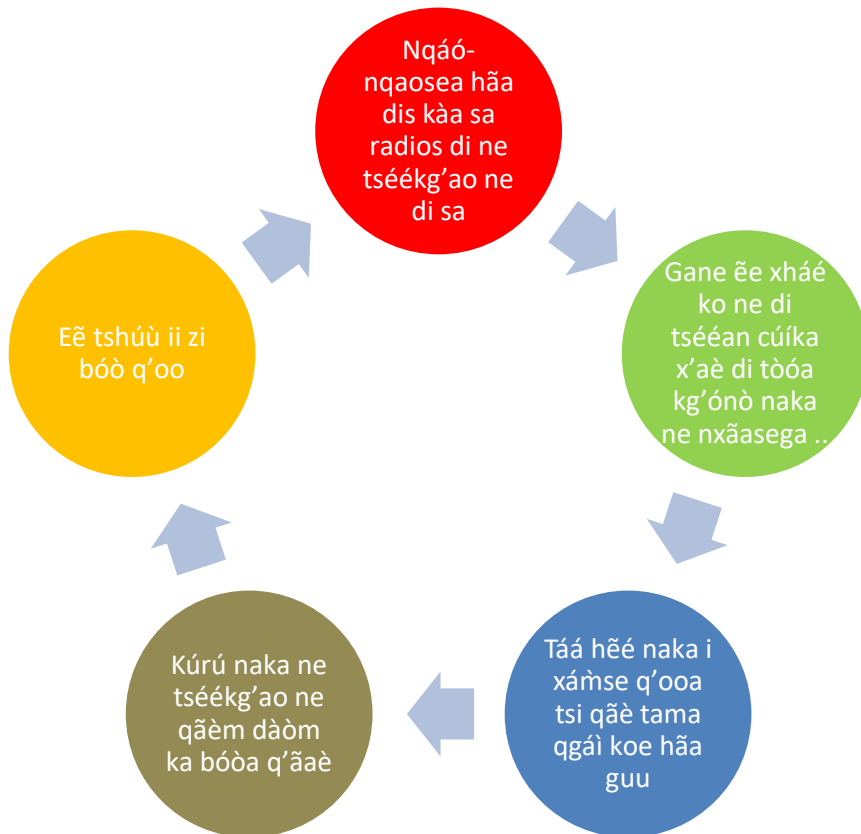 Nqáó-
nqaosea hãa
dis kàa sa
radios di ne
tséékg’ao ne
di sa
Gane ẽe xháé
ko ne di
tsééan cúíka
x’aè di tòóa
kg’ónò naka
ne nxãasega ..
Táá hẽé naka i
xáḿse q’ooa
tsi qãè tama
qgáì koe hãa
guu
Kúrú naka ne
tséékg’ao ne
qãèm dàòm
ka bóòa q’ãaè
Eẽ tshúù ii zi
bóò q’oo